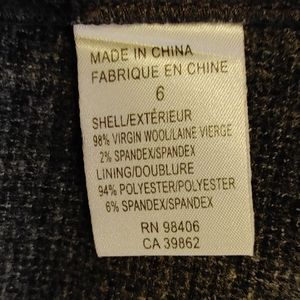 MADE IN CHINA
FABRIQUE EN CHINE
6
SHELL/EXTÉRIEUR
98% VIRGIN WOOL/LAINE VIERGE
2% SPANDEX/SPANDEX
LINING/DOUBLURE
94% POLYESTER/POLYESTER
6% SPANDEX/SPANDEX
RN 98406
CA 39862